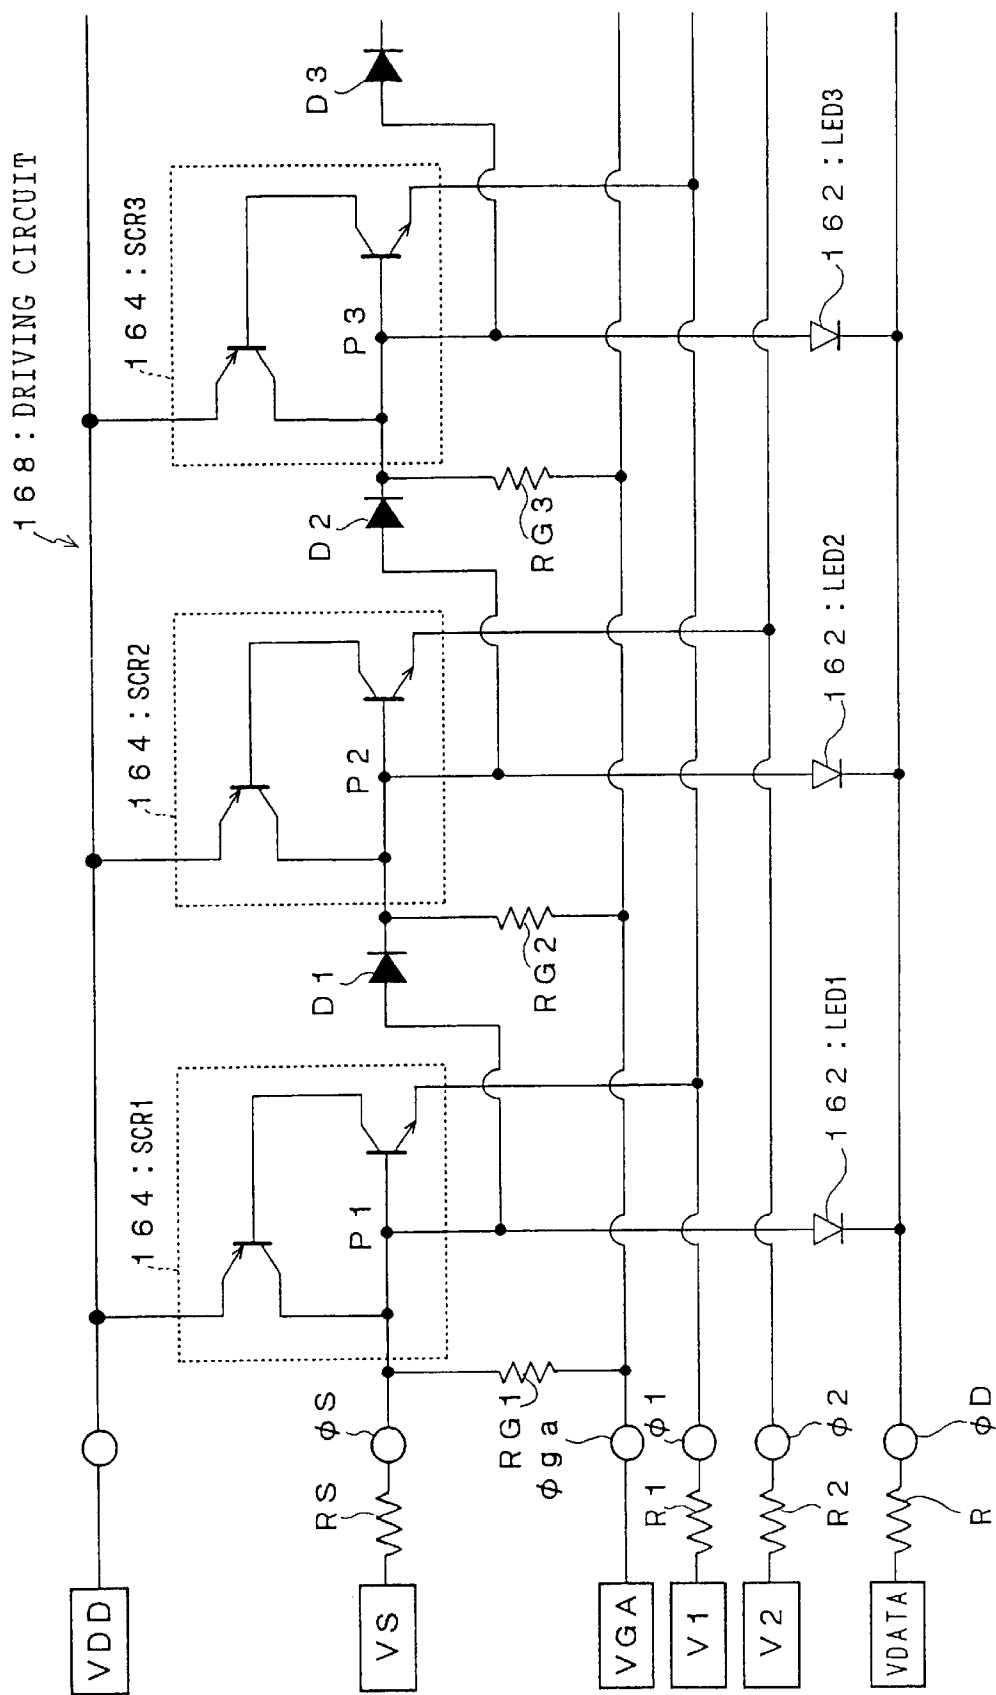 168:DRIVING CIRCUIT
164:SCR1
164:SCR2
164:SCR3
P1
P2
P3
D1
D2
D3
VDD
VS
RS
φS
RG1
RG2
RG3
φga
VGA
V1
R1
φ1
V2
R2
φ2
162:LED1
162:LED2
162:LED3
VDATA
R
φD